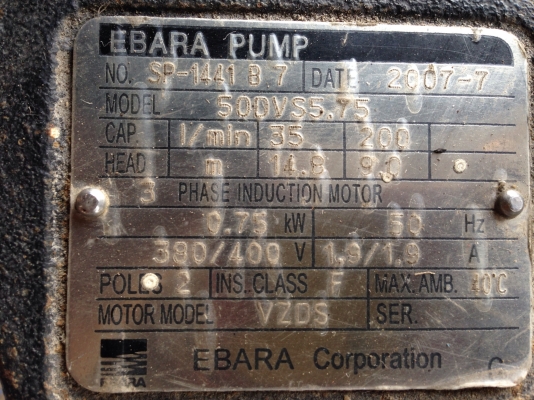 EBARA PUMP
NO. SP-1441 B.7 DATE 2007-7
MODEL 50DVS5.75
CAP. l/min 35 200
HEAD m 14.8 9.0
3 PHASE INDUCTION MOTOR
0.75 kW 50 Hz
380/400 V 1.9/1.9 A
POLES 2 INS. CLASS F MAX. AMB. 40°C
MOTOR MODEL VZDS SER.
EBARA EBARA Corporation C